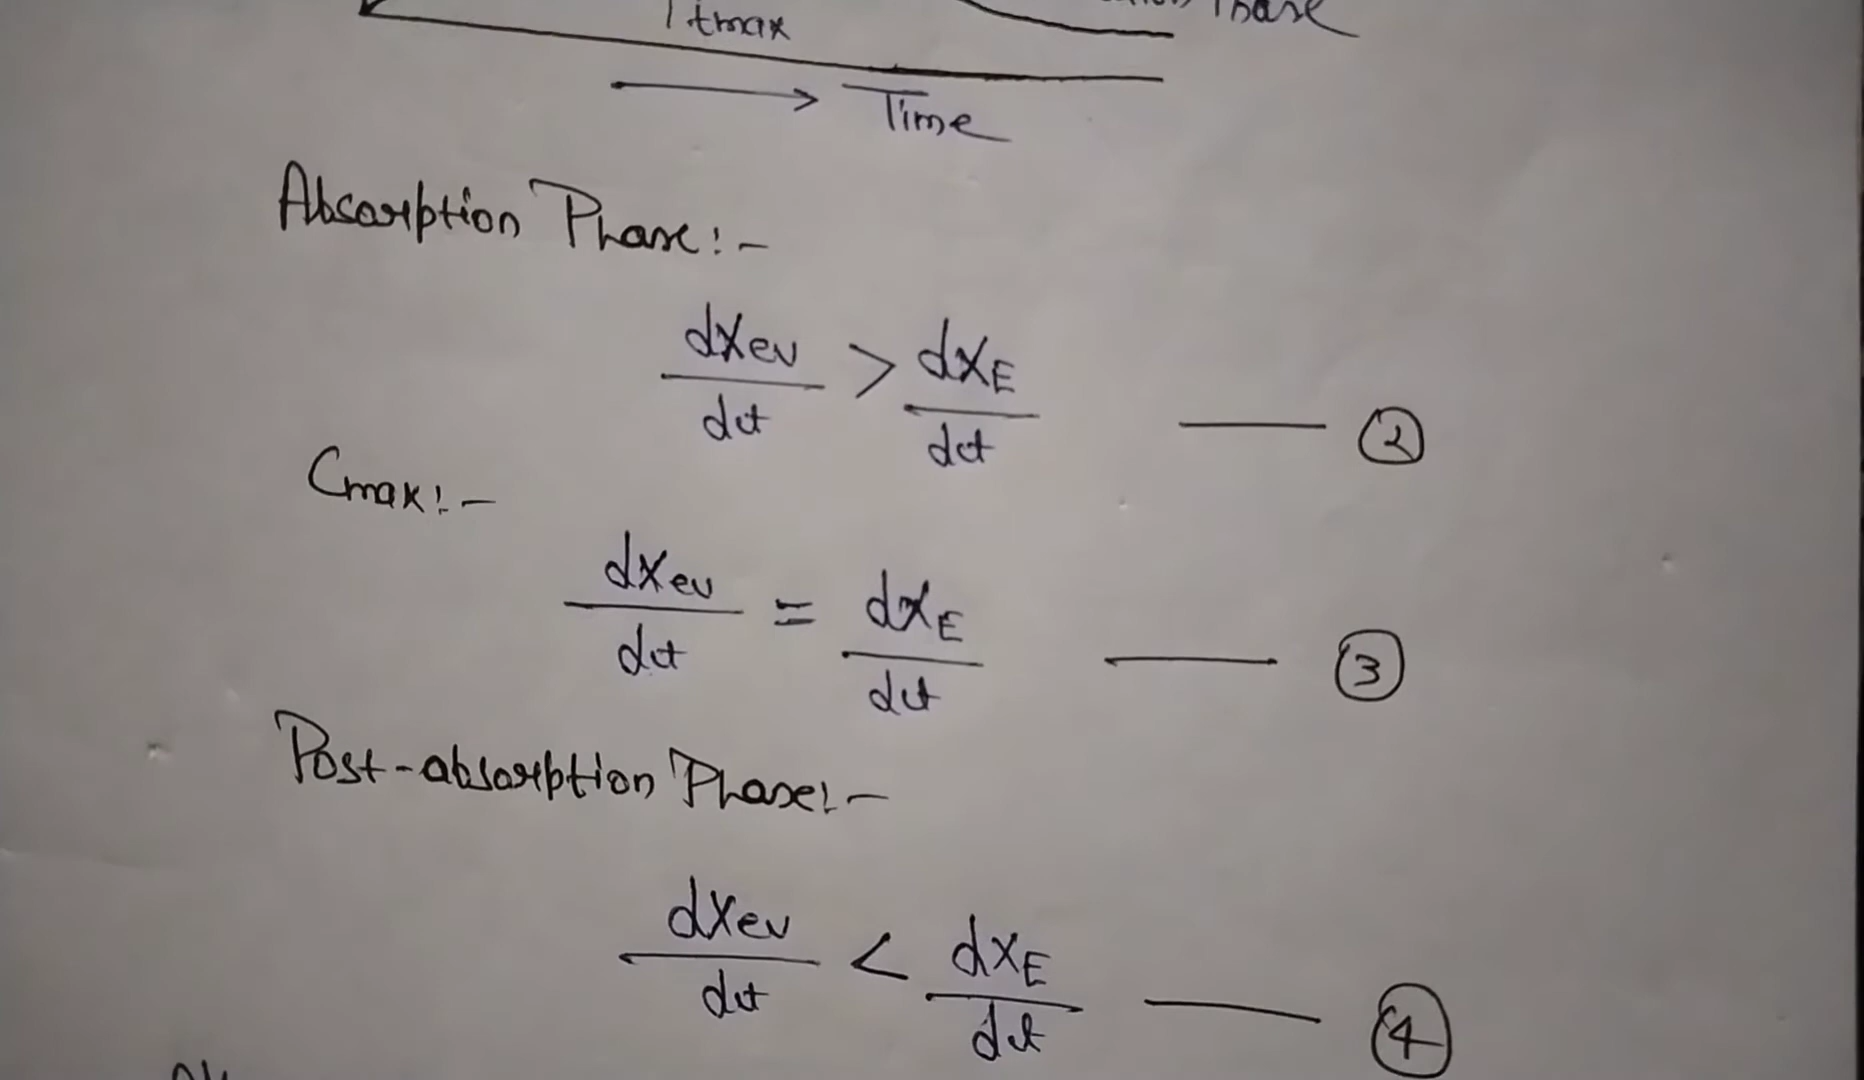 tmax
Phase
Time
Absorption Phase:-
dXev/dt > dXE/dt —— 2
Cmax:-
dXev/dt = dXE/dt —— 3
Post-absorption Phase:-
dXev/dt < dXE/dt —— 4